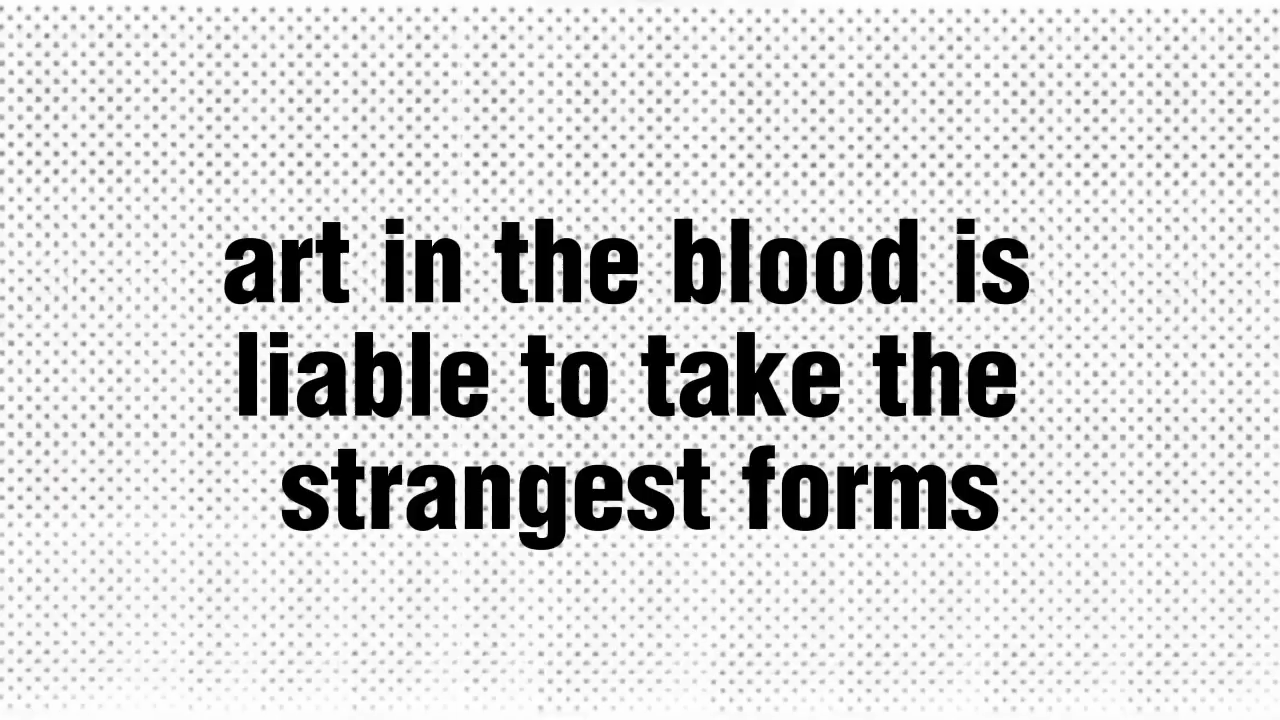 art in the blood is
liable to take the
strangest forms